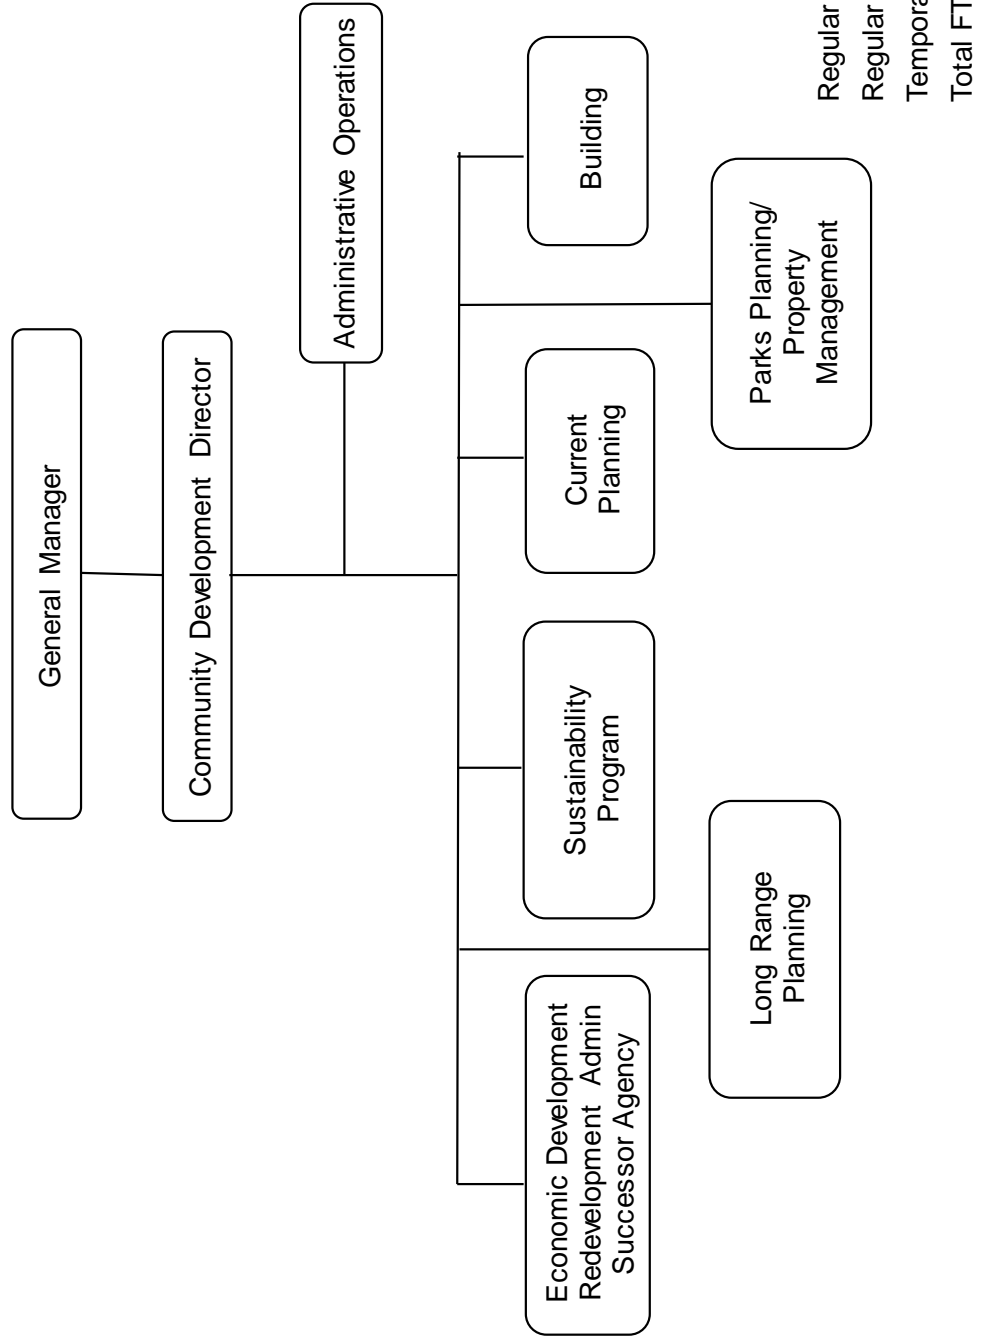 General Manager
Community Development Director
Administrative Operations
Economic Development
Redevelopment Admin
Successor Agency
Sustainability
Program
Current
Planning
Building
Long Range
Planning
Parks Planning/
Property
Management
Regular
Regular
Total